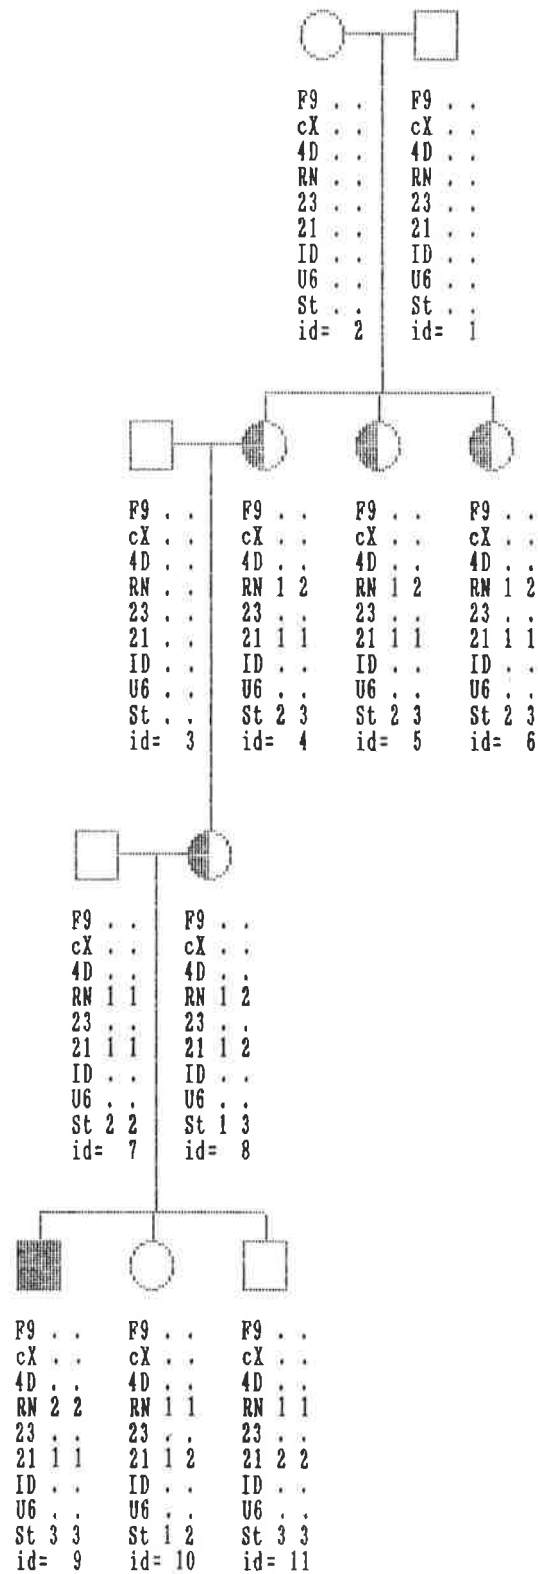 F9 . . F9 . .
cX . . cX . .
4D . . 4D . .
RN . . RN . .
23 . . 23 . .
21 . . 21 . .
ID . . ID . .
U6 . . U6 . .
St . . St . .
id= 2 id= 1
F9 . . F9 . . F9 . . F9 . .
cX . . cX . . cX . . cX . .
4D . . 4D . . 4D . . 4D . .
RN . . RN 1 2 RN 1 2 RN 1 2
23 . . 23 . . 23 . . 23 . .
21 . . 21 1 1 21 1 1 21 1 1
ID . . ID . . ID . . ID . .
U6 . . U6 . . U6 . . U6 . .
St . . St 2 3 St 2 3 St 2 3
id= 3 id= 4 id= 5 id= 6
F9 . . F9 . .
cX . . cX . .
4D . . 4D . .
RN 1 1 RN 1 2
23 . . 23 . .
21 1 1 21 1 2
ID . . ID . .
U6 . . U6 . .
St 2 2 St 1 3
id= 7 id= 8
F9 . . F9 . . F9 . .
cX . . cX . . cX . .
4D . . 4D . . 4D . .
RN 2 2 RN 1 1 RN 1 1
23 . . 23 . . 23 . .
21 1 1 21 1 2 21 2 2
ID . . ID . . ID . .
U6 . . U6 . . U6 . .
St 3 3 St 1 2 St 3 3
id= 9 id= 10 id= 11